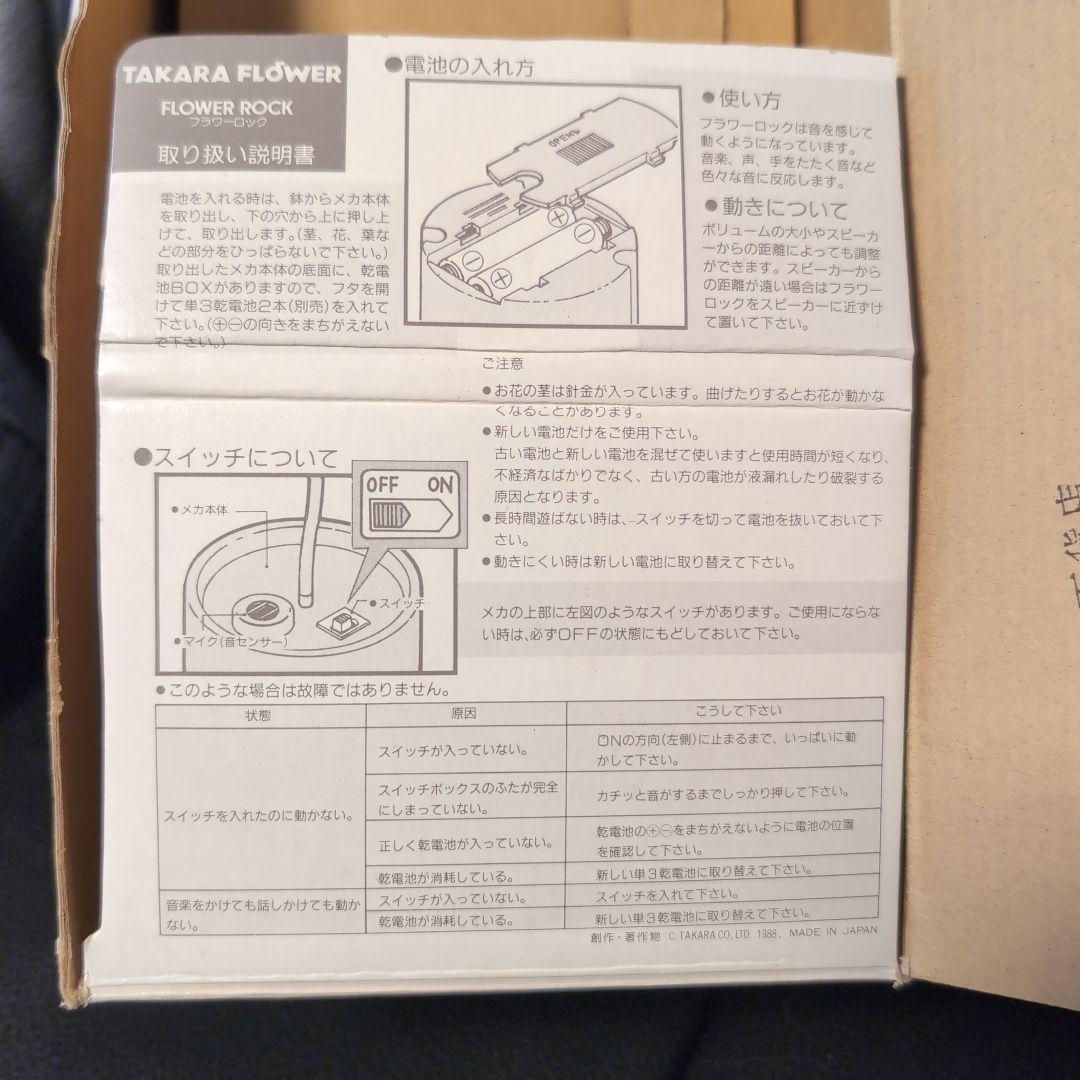 TAKARA FLOWER
FLOWER ROCK
フラワーロック
取り扱い説明書
電池を入れる時は、鉢からメカ本体
を取り出し、下の穴から上に押し上
げて、取り出します。(茎、花、葉な
どの部分をひっぱらないで下さい。)
取り出したメカ本体の底面に、乾電
池BOXがありますので、フタを開
けて単3乾電池2本(別売)を入れて
下さい。(⊕⊖の向きをまちがえない
で下さい。)
●電池の入れ方
OPEN
●使い方
フラワーロックは音を感じて
動くようになっています。
音楽、声、手をたたく音など
色々な音に反応します。
●動きについて
ボリュームの大小やスピーカ
ーからの距離によっても調整
ができます。スピーカーから
の距離が遠い場合はフラワー
ロックをスピーカーに近ずけ
て置いて下さい。
ご注意
●お花の茎は針金が入っています。曲げたりするとお花が動かな
くなることがあります。
●新しい電池だけをご使用下さい。
古い電池と新しい電池を混ぜて使いますと使用時間が短くなり、
不経済なばかりでなく、古い方の電池が液漏れしたり破裂する
原因となります。
●長時間遊ばない時は、スイッチを切って電池を抜いておいて下
さい。
●動きにくい時は新しい電池に取り替えて下さい。
メカの上部に左図のようなスイッチがあります。ご使用にならな
い時は、必ずOFFの状態にもどしておいて下さい。
●スイッチについて
OFF ON
●メカ本体
●スイッチ
●マイク(音センサー)
●このような場合は故障ではありません。
状態 原因 こうして下さい
スイッチを入れたのに動かない。
スイッチが入っていない。
ONの方向(左側)に止まるまで、いっぱいに動
かして下さい。
スイッチボックスのふたが完全
にしまっていない。
カチッと音がするまでしっかり押して下さい。
正しく乾電池が入っていない。
乾電池の⊕⊖をまちがえないように電池の位置
を確認して下さい。
乾電池が消耗している。
新しい単3乾電池に取り替えて下さい。
音楽をかけても話しかけても動か
ない。
スイッチが入っていない。
スイッチを入れて下さい。
乾電池が消耗している。
新しい単3乾電池に取り替えて下さい。
創作・著作物 © TAKARA CO.,LTD. 1988. MADE IN JAPAN